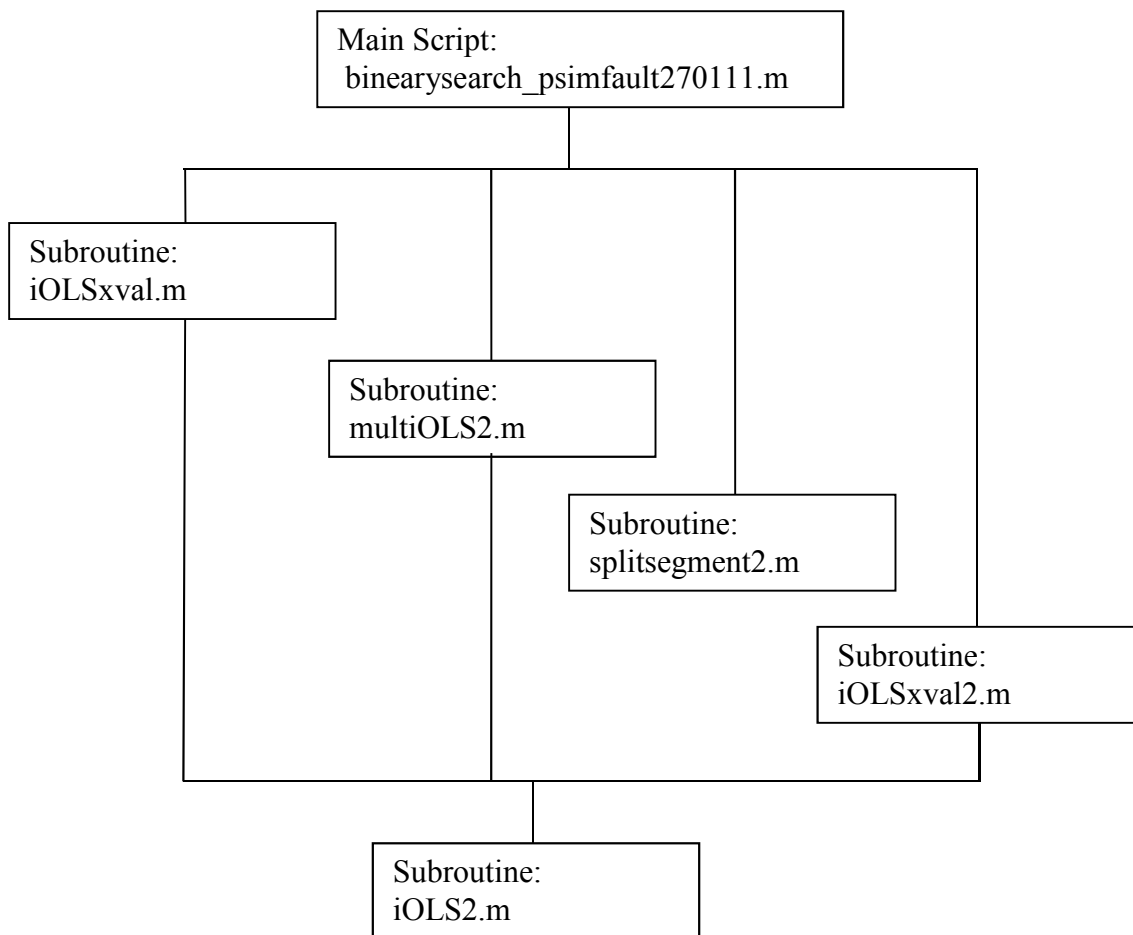 Main Script:
binearysearch_psimfault270111.m
Subroutine:
iOLSxval.m
Subroutine:
multiOLS2.m
Subroutine:
splitsegment2.m
Subroutine:
iOLSxval2.m
Subroutine:
iOLS2.m